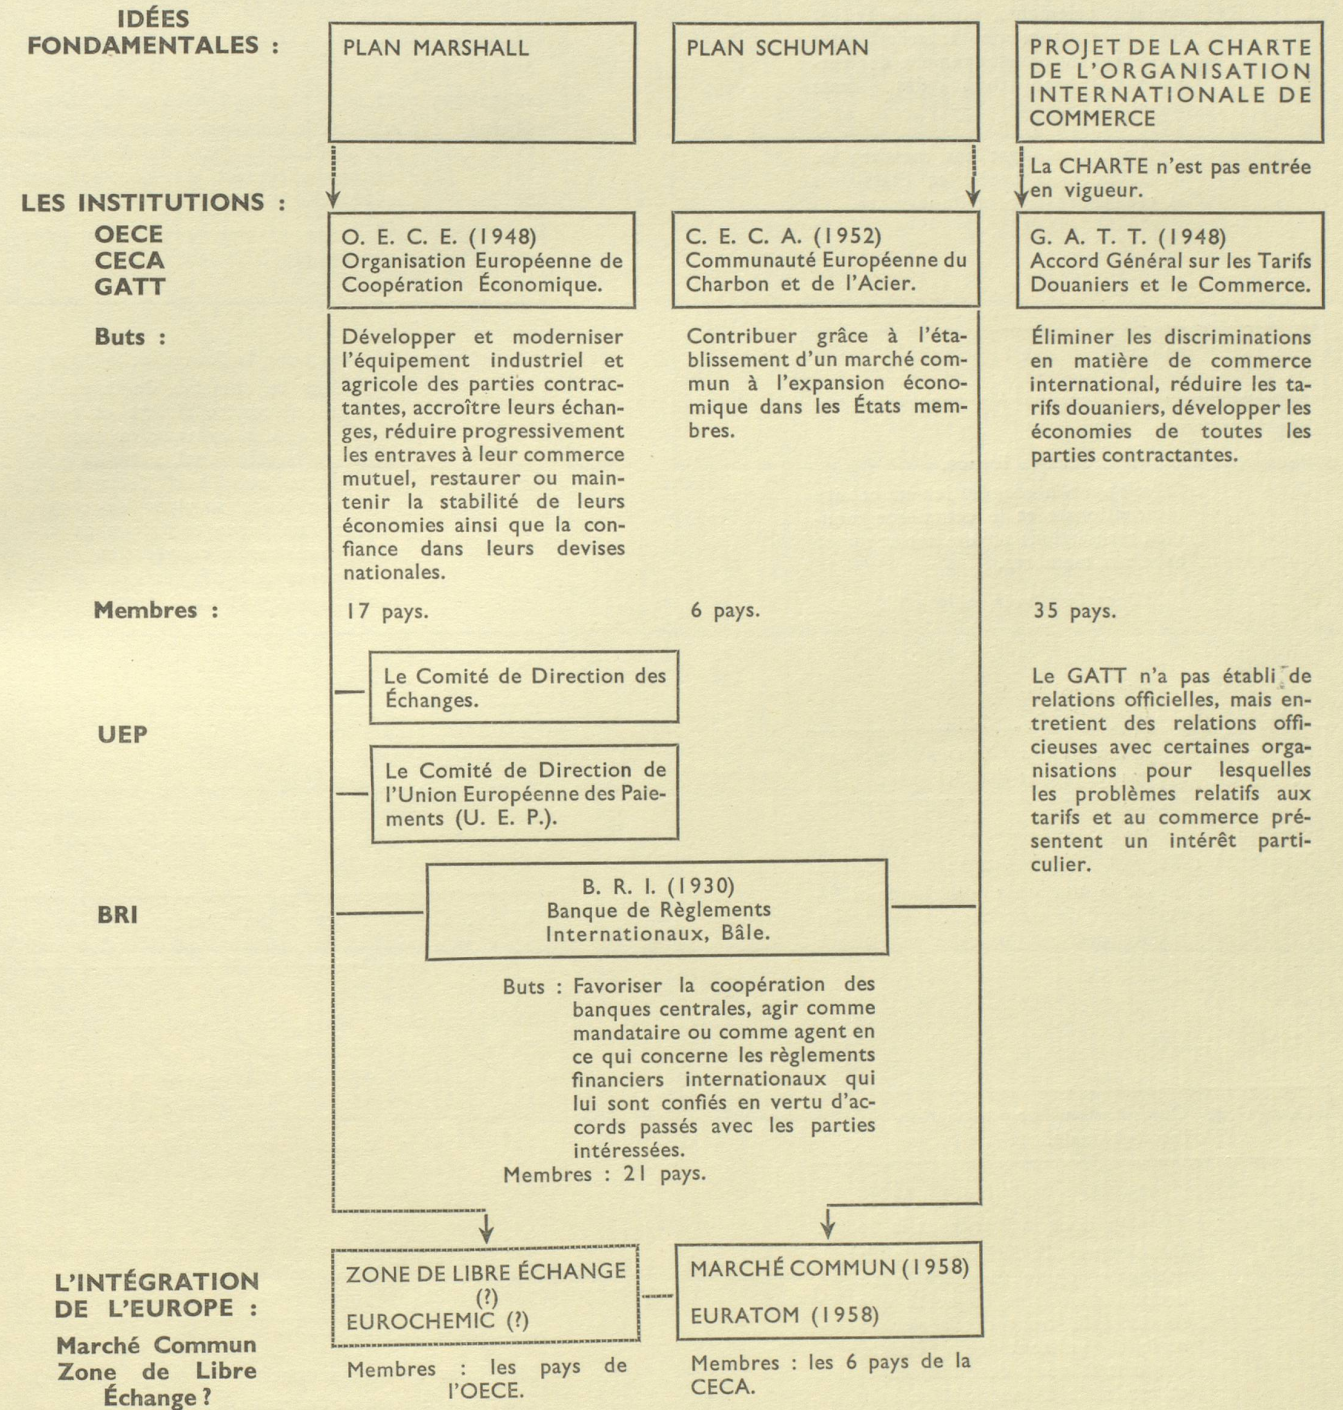 IDÉES
FONDAMENTALES :
PLAN MARSHALL
PLAN SCHUMAN
PROJET DE LA CHARTE
DE L'ORGANISATION
INTERNATIONALE DE
COMMERCE
La CHARTE n'est pas entrée
en vigueur.
LES INSTITUTIONS :
OECE
CECA
GATT
O. E. C. E. (1948)
Organisation Européenne de
Coopération Économique.
C. E. C. A. (1952)
Communauté Européenne du
Charbon et de l'Acier.
G. A. T. T. (1948)
Accord Général sur les Tarifs
Douaniers et le Commerce.
Buts :
Développer et moderniser
l'équipement industriel et
agricole des parties contrac-
tantes, accroître leurs échan-
ges, réduire progressivement
les entraves à leur commerce
mutuel, restaurer ou main-
tenir la stabilité de leurs
économies ainsi que la con-
fiance dans leurs devises
nationales.
Contribuer grâce à l'éta-
blissement d'un marché com-
mun à l'expansion écono-
mique dans les États mem-
bres.
Éliminer les discriminations
en matière de commerce
international, réduire les ta-
rifs douaniers, développer les
économies de toutes les
parties contractantes.
Membres :
17 pays.
6 pays.
35 pays.
UEP
Le Comité de Direction des
Échanges.
Le Comité de Direction de
l'Union Européenne des Paie-
ments (U. E. P.).
Le GATT n'a pas établi de
relations officielles, mais en-
tretient des relations offi-
cieuses avec certaines orga-
nisations pour lesquelles
les problèmes relatifs aux
tarifs et au commerce pré-
sentent un intérêt parti-
culier.
BRI
B. R. I. (1930)
Banque de Règlements
Internationaux, Bâle.
Buts : Favoriser la coopération des
banques centrales, agir comme
mandataire ou comme agent en
ce qui concerne les règlements
financiers internationaux qui
lui sont confiés en vertu d'ac-
cords passés avec les parties
intéressées.
Membres : 21 pays.
L'INTÉGRATION
DE L'EUROPE :
Marché Commun
Zone de Libre
Échange ?
ZONE DE LIBRE ÉCHANGE
(?)
EUROCHEMIC (?)
Membres : les pays de
l'OECE.
MARCHÉ COMMUN (1958)
EURATOM (1958)
Membres : les 6 pays de la
CECA.